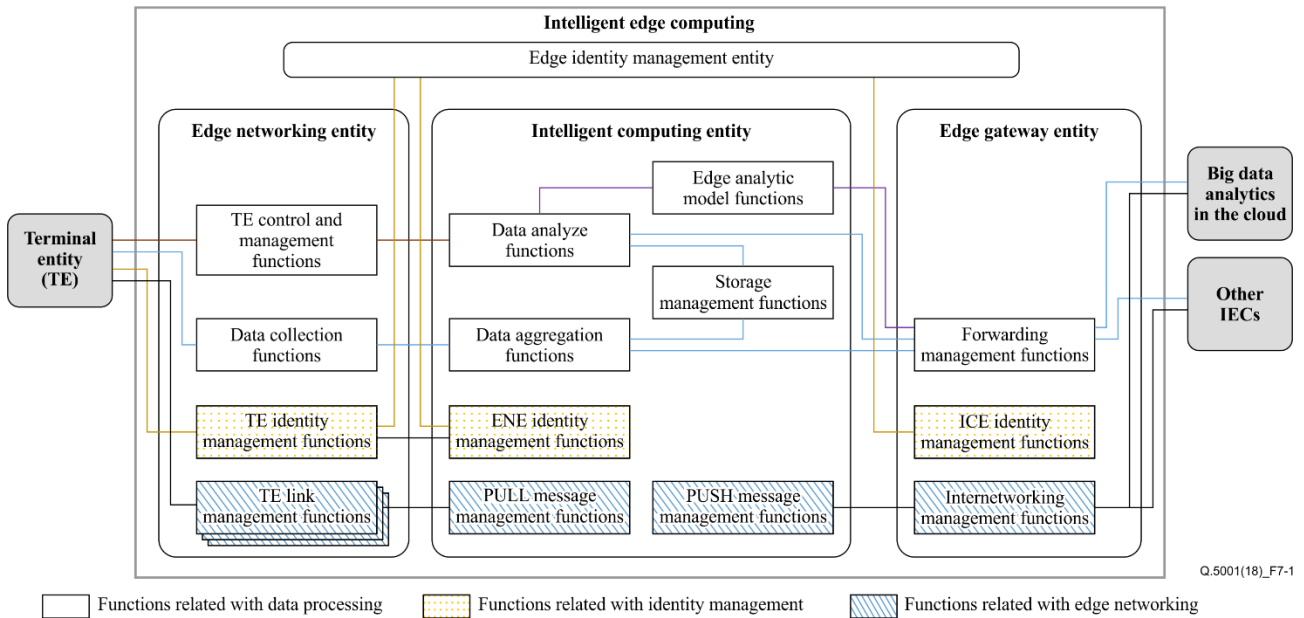 Intelligent edge computing
Edge identity management entity
Edge networking entity
Intelligent computing entity
Edge gateway entity
Terminal
entity
(TE)
TE control and
management
functions
Data collection
functions
TE identity
management functions
TE link
management functions
Data analyze
functions
Edge analytic
model functions
Storage
management functions
Data aggregation
functions
ENE identity
management functions
PULL message
management functions
PUSH message
management functions
Forwarding
management functions
ICE identity
management functions
Internetworking
management functions
Big data
analytics
in the cloud
Other
IECs
Q.5001(18)_F7-1
Functions related with data processing
Functions related with identity management
Functions related with edge networking